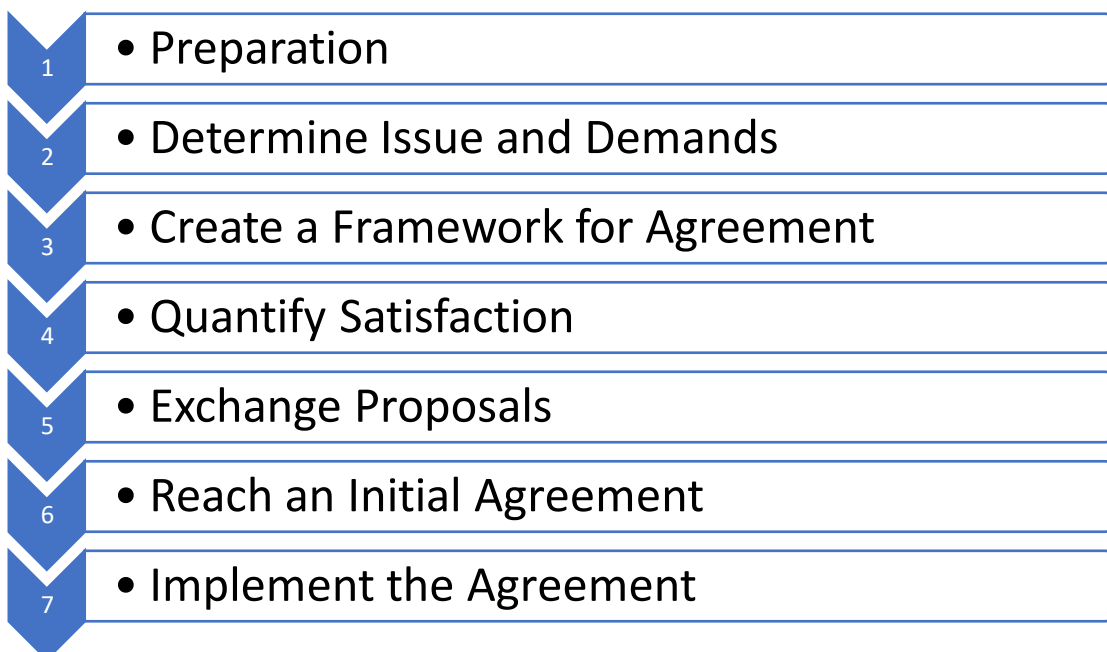 1 • Preparation
2 • Determine Issue and Demands
3 • Create a Framework for Agreement
4 • Quantify Satisfaction
5 • Exchange Proposals
6 • Reach an Initial Agreement
7 • Implement the Agreement